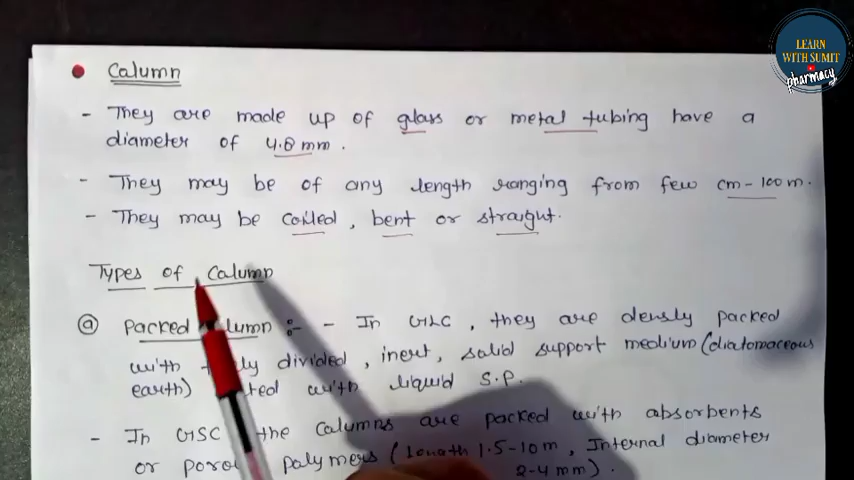 LEARN
WITH SUMIT
pharmacy
Column
- They are made up of glass or metal tubing have a
diameter of 4.8 mm.
- They may be of any length ranging from few cm - 100 m.
- They may be coiled, bent or straigut.
Types of Column
(a) Packed lumn :- - In GLC, they are densly packed
with divided, inert, solid support medium (diatomaceous
earth) ted with liquid S.P.
- In GSC the columns are packed with absorbents
or poro polymers (length 1.5-10 m, Internal diameter
2-4 mm).